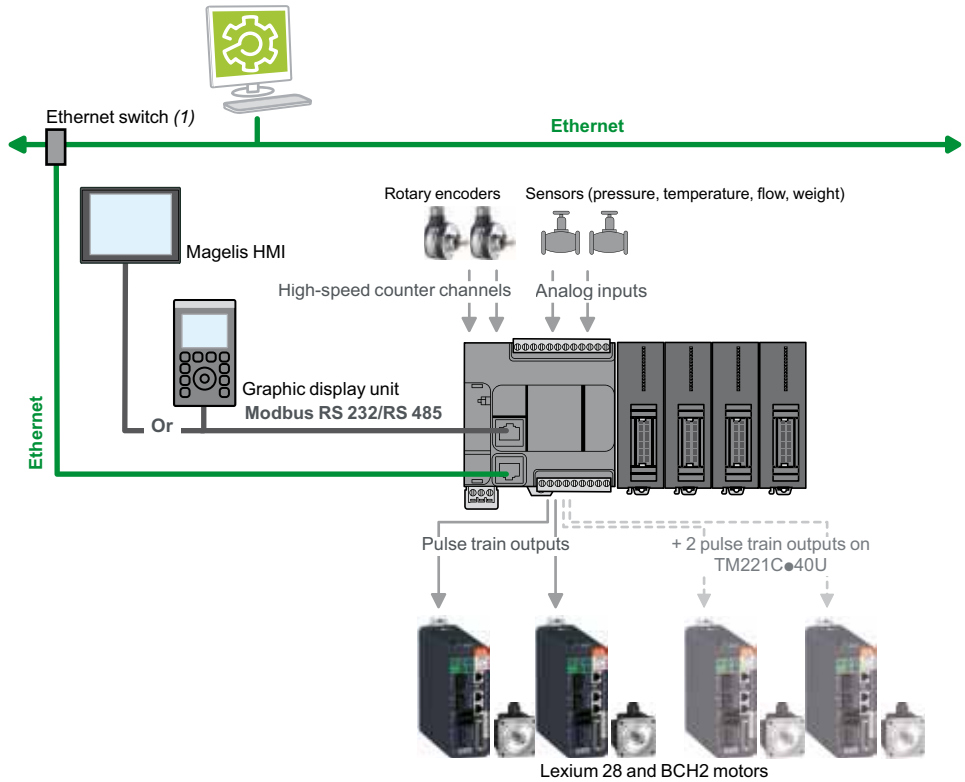 Ethernet switch (1)
Ethernet
Rotary encoders
Sensors (pressure, temperature, flow, weight)
Magelis HMI
High-speed counter channels
Analog inputs
Graphic display unit
Modbus RS 232/RS 485
Or
Ethernet
Pulse train outputs
+ 2 pulse train outputs on
TM221C●40U
Lexium 28 and BCH2 motors